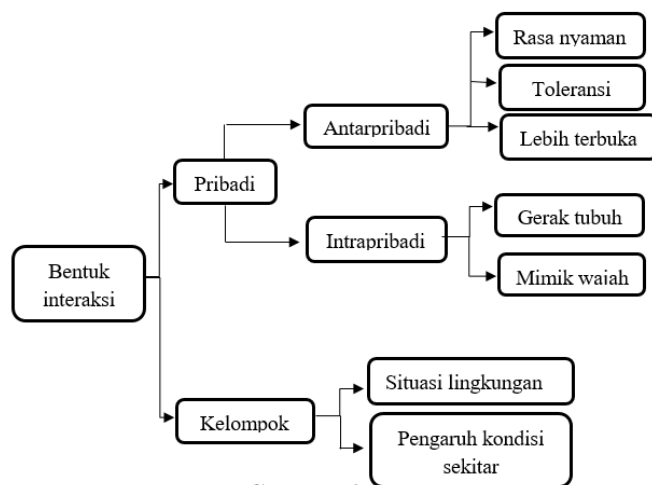 Rasa nyaman
Toleransi
Antarpribadi
Lebih terbuka
Pribadi
Intrapribadi
Gerak tubuh
Mimik wajah
Bentuk
interaksi
Situasi lingkungan
Kelompok
Pengaruh kondisi
sekitar